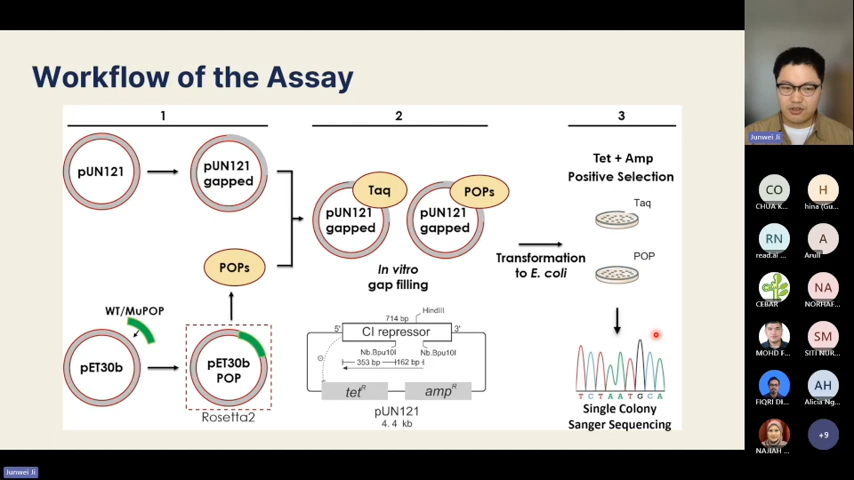 Workflow of the Assay
1
2
3
pUN121
pUN121
gapped
POPs
WT/MuPOP
pET30b
pET30b
POP
Rosetta2
Taq
pUN121
gapped
POPs
pUN121
gapped
In vitro
gap filling
Transformation
to E. coli
714 bp
HindIII
5'
CI repressor
3'
Nb.Bpu10I
Nb.Bpu10I
353 bp
162 bp
tetR
ampR
pUN121
4.4 kb
Tet + Amp
Positive Selection
Taq
POP
T C T A A T G C A
Single Colony
Sanger Sequencing
Junwei Ji
CO
CHUA K...
H
hina (Gu...
RN
read.ai ...
A
Arull
CEBAR
NA
NORHAF...
MOHD F...
SM
SITI NUR...
FIQRI DI...
AH
Alicia Ng...
NAJIAH ...
+9
Junwei Ji